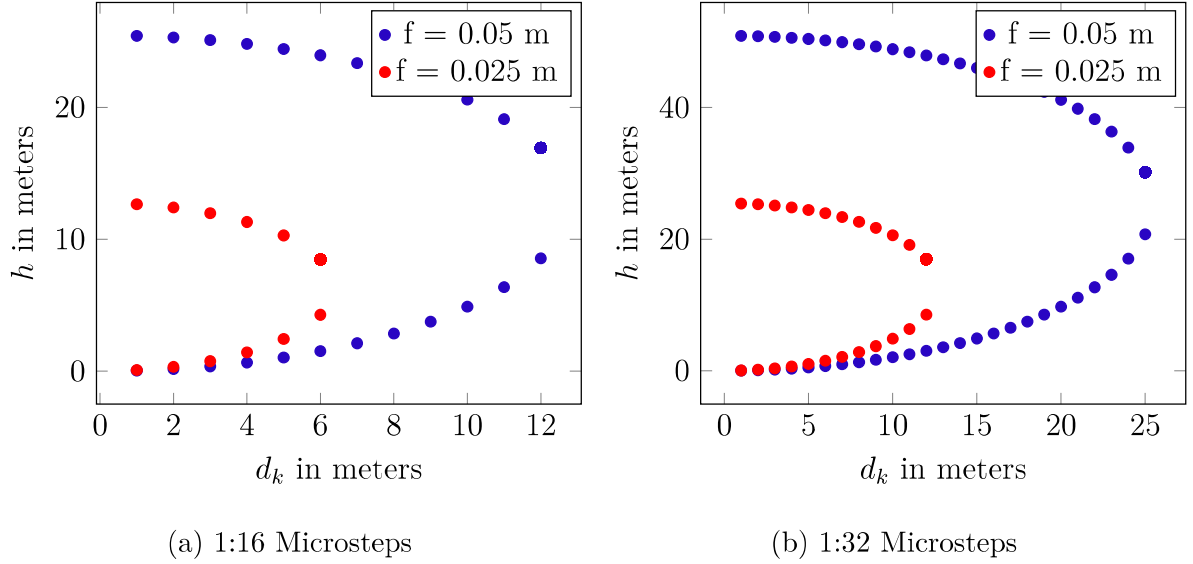 f = 0.05 m
f = 0.025 m
20
10
0
h in meters
0 2 4 6 8 10 12
d_k in meters
(a) 1:16 Microsteps
f = 0.05 m
f = 0.025 m
40
20
0
h in meters
0 5 10 15 20 25
d_k in meters
(b) 1:32 Microsteps